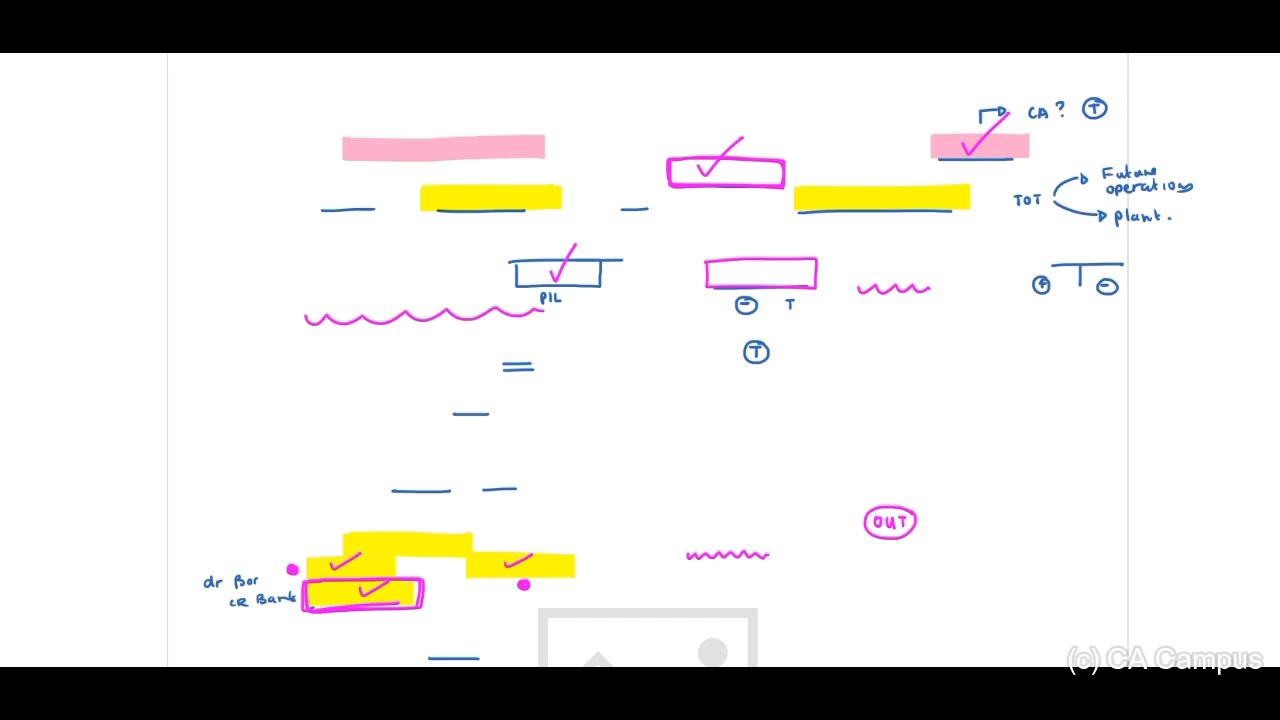 CA? T
Future
operations
TOT
plant.
PIL
+ -
- T
T
OUT
dr Bor
CR Bank
(c) CA Campus